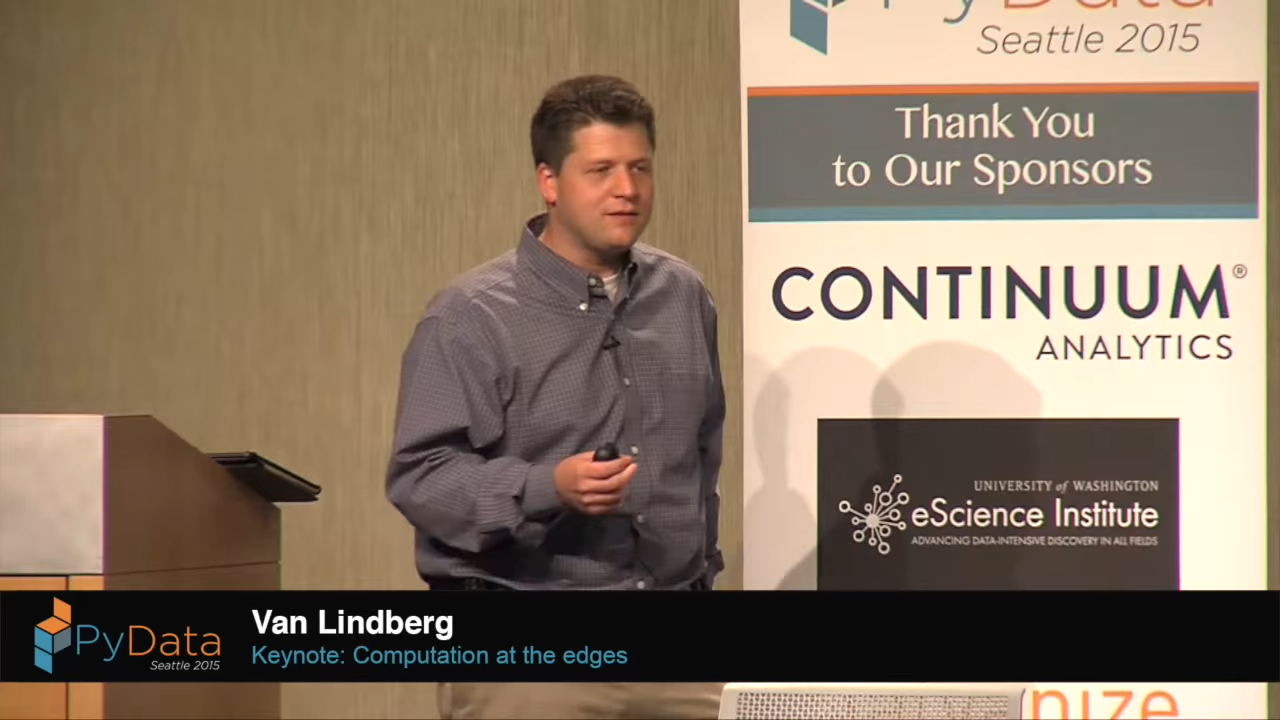 PyData
Seattle 2015
Thank You
to Our Sponsors
CONTINUUM®
ANALYTICS
UNIVERSITY of WASHINGTON
eScience Institute
ADVANCING DATA-INTENSIVE DISCOVERY IN ALL FIELDS
PyData
Seattle 2015
Van Lindberg
Keynote: Computation at the edges